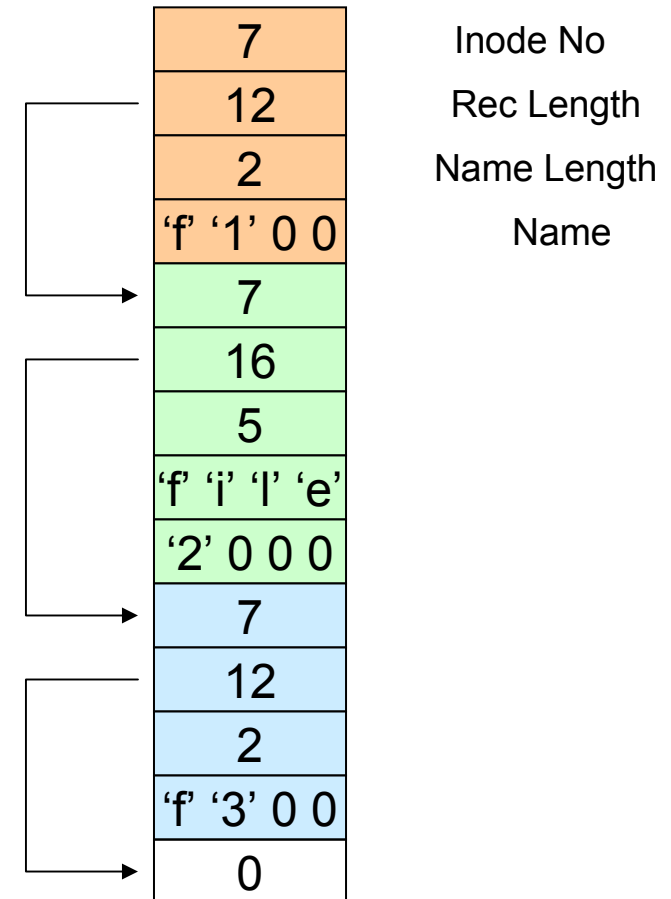 7 Inode No
12 Rec Length
2 Name Length
‘f’ ‘1’ 0 0 Name
7
16
5
‘f’ ‘i’ ‘l’ ‘e’
‘2’ 0 0 0
7
12
2
‘f’ ‘3’ 0 0
0